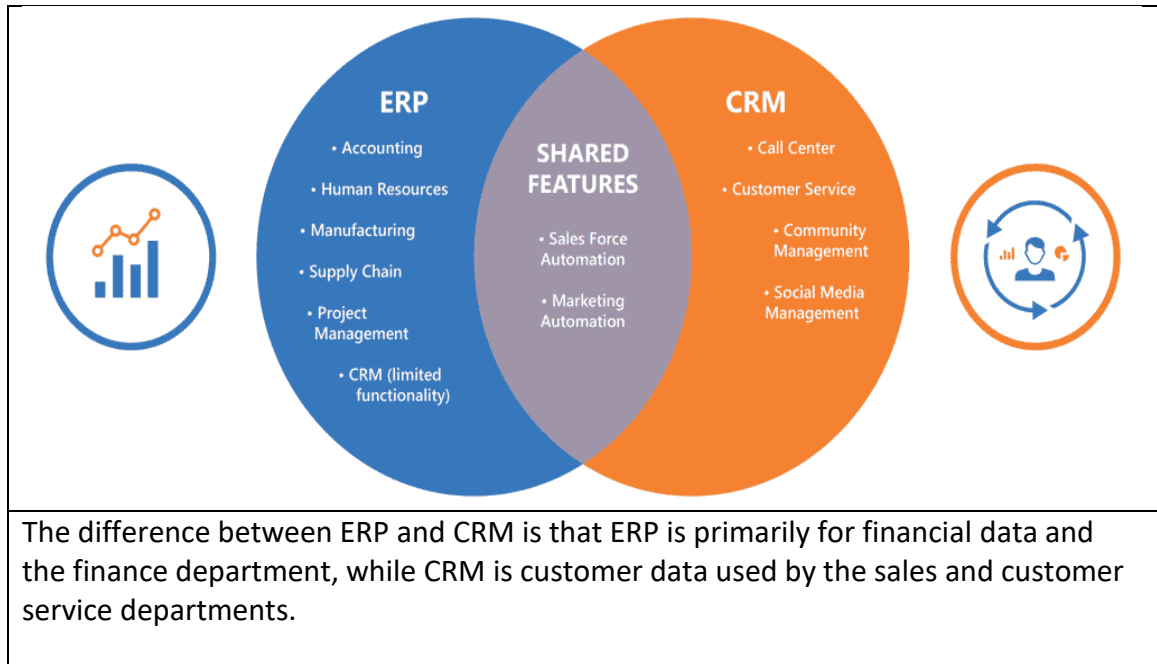 ERP
• Accounting
• Human Resources
• Manufacturing
• Supply Chain
• Project
Management
• CRM (limited
functionality)
SHARED
FEATURES
• Sales Force
Automation
• Marketing
Automation
CRM
• Call Center
• Customer Service
• Community
Management
• Social Media
Management
The difference between ERP and CRM is that ERP is primarily for financial data and
the finance department, while CRM is customer data used by the sales and customer
service departments.